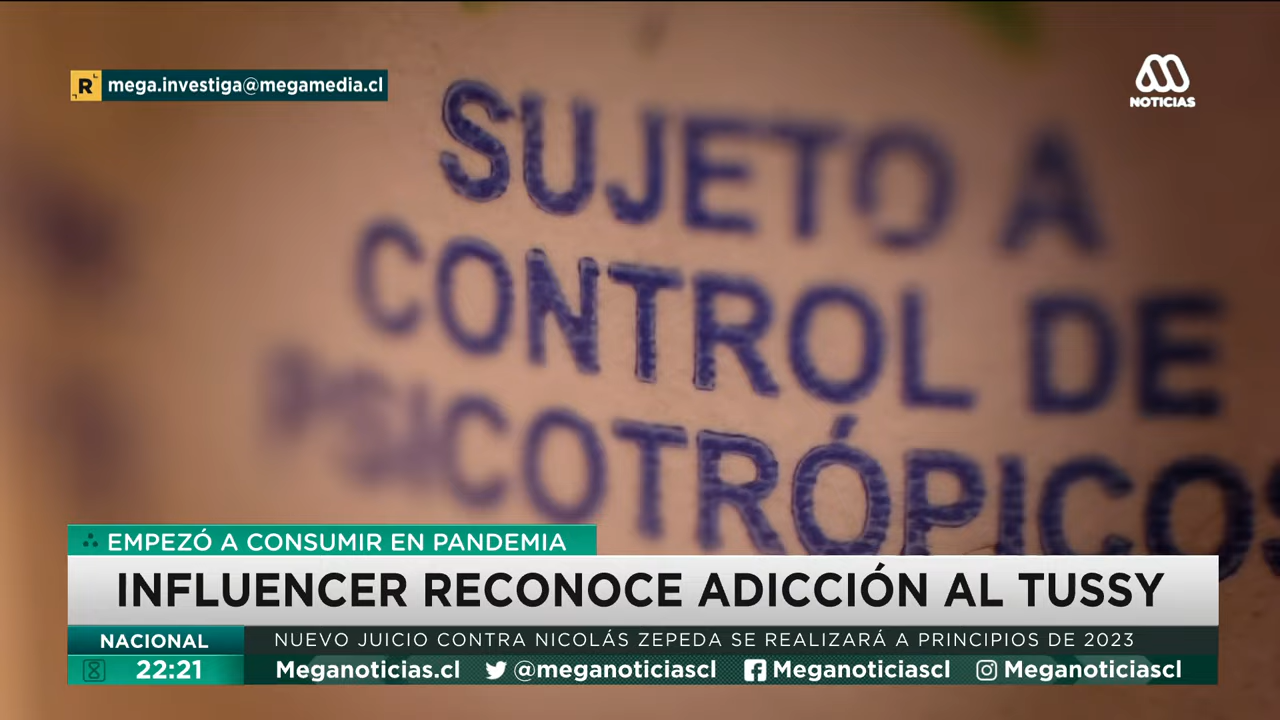 R mega.investiga@megamedia.cl
NOTICIAS
SUJETO A
CONTROL DE
PSICOTRÓPICOS
EMPEZÓ A CONSUMIR EN PANDEMIA
INFLUENCER RECONOCE ADICCIÓN AL TUSSY
NACIONAL NUEVO JUICIO CONTRA NICOLÁS ZEPEDA SE REALIZARÁ A PRINCIPIOS DE 2023
22:21 Meganoticias.cl @meganoticiascl Meganoticiascl Meganoticiascl